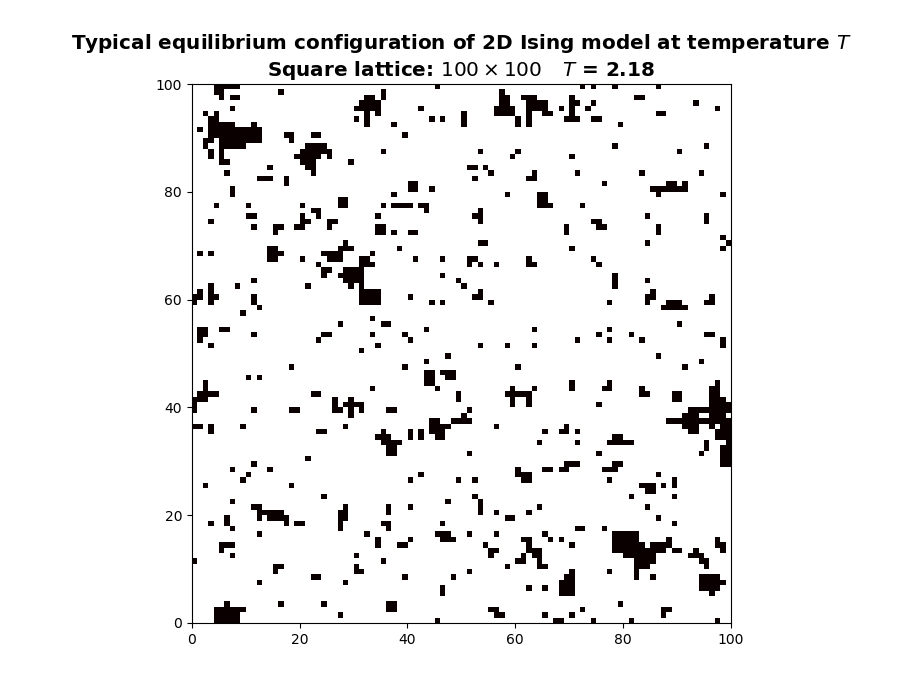 Typical equilibrium configuration of 2D Ising model at temperature T
Square lattice: 100 × 100 T = 2.18
100
80
60
40
20
0
0 20 40 60 80 100